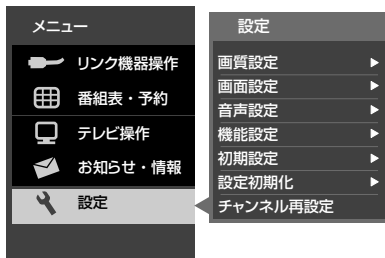 メニュー
リンク機器操作
番組表・予約
テレビ操作
お知らせ・情報
設定
設定
画質設定
画面設定
音声設定
機能設定
初期設定
設定初期化
チャンネル再設定